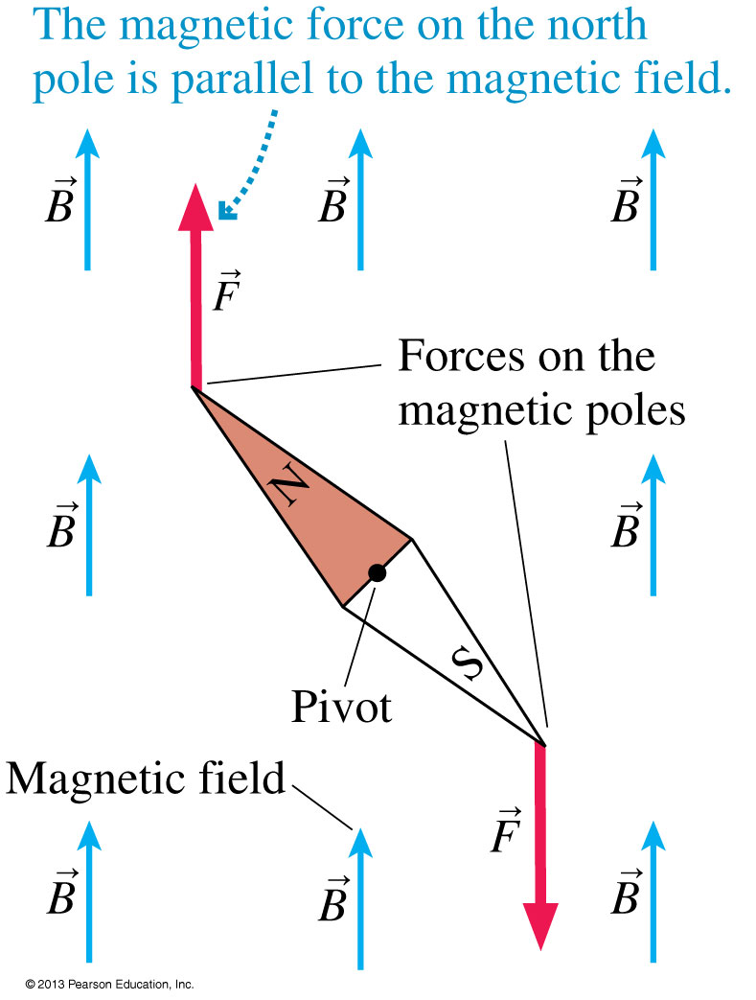 The magnetic force on the north
pole is parallel to the magnetic field.
B
B
B
F
Forces on the
magnetic poles
N
B
B
S
Pivot
Magnetic field
F
B
B
B
© 2013 Pearson Education, Inc.